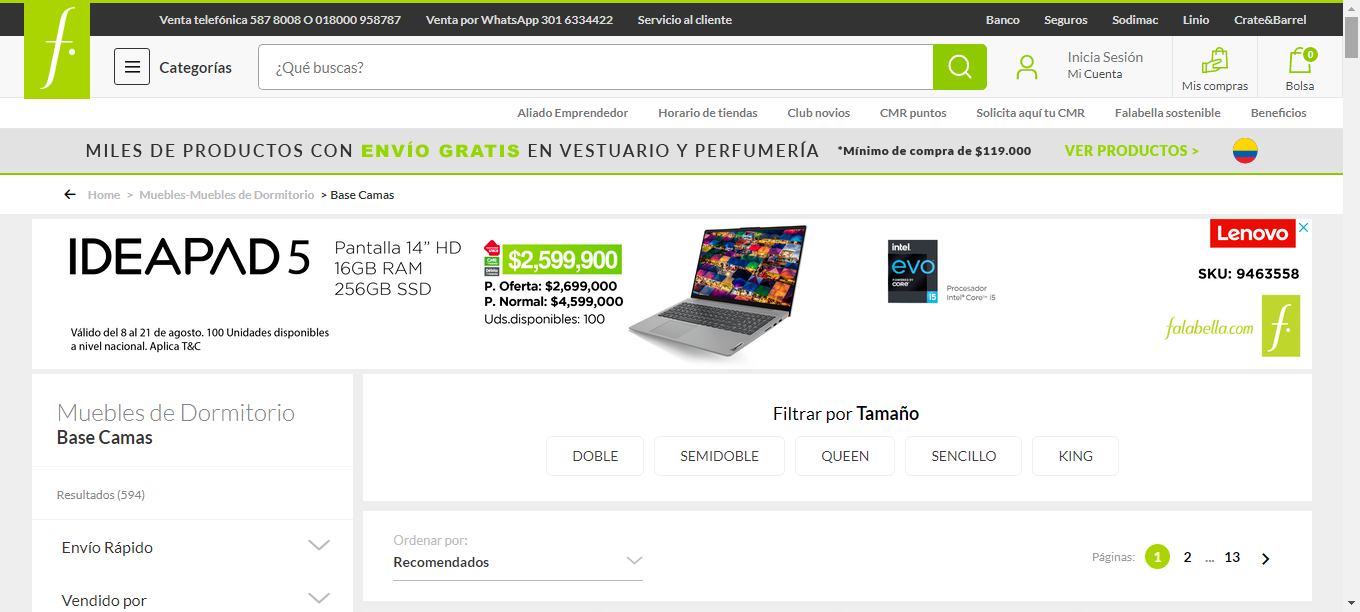 Venta telefónica 587 8008 O 018000 958787 Venta por WhatsApp 301 6334422 Servicio al cliente Banco Seguros Sodimac Linio Crate&Barrel
f.
Categorías ¿Qué buscas? Inicia Sesión
Mi Cuenta
Mis compras
0
Bolsa
Aliado Emprendedor Horario de tiendas Club novios CMR puntos Solicita aquí tu CMR Falabella sostenible Beneficios
MILES DE PRODUCTOS CON ENVÍO GRATIS EN VESTUARIO Y PERFUMERÍA *Mínimo de compra de $119.000 VER PRODUCTOS >
Home > Muebles-Muebles de Dormitorio > Base Camas
IDEAPAD 5
Pantalla 14” HD
16GB RAM
256GB SSD
Válido del 8 al 21 de agosto. 100 Unidades disponibles
a nivel nacional. Aplica T&C
$2,599,900
P. Oferta: $2,699,000
P. Normal: $4,599,000
Uds.disponibles: 100
intel
evo
POWERED BY
CORE
i5
Procesador
Intel® Core™ i5
Lenovo
SKU: 9463558
falabella.com f.
Muebles de Dormitorio
Base Camas
Resultados (594)
Envío Rápido
Vendido por
Filtrar por Tamaño
DOBLE SEMIDOBLE QUEEN SENCILLO KING
Ordenar por:
Recomendados
Páginas: 1 2 ... 13